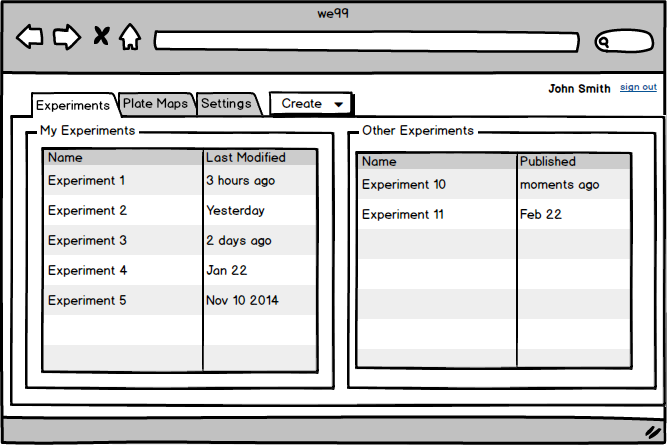 we99
John Smith sign out
Experiments Plate Maps Settings Create
My Experiments
Name Last Modified
Experiment 1 3 hours ago
Experiment 2 Yesterday
Experiment 3 2 days ago
Experiment 4 Jan 22
Experiment 5 Nov 10 2014
Other Experiments
Name Published
Experiment 10 moments ago
Experiment 11 Feb 22